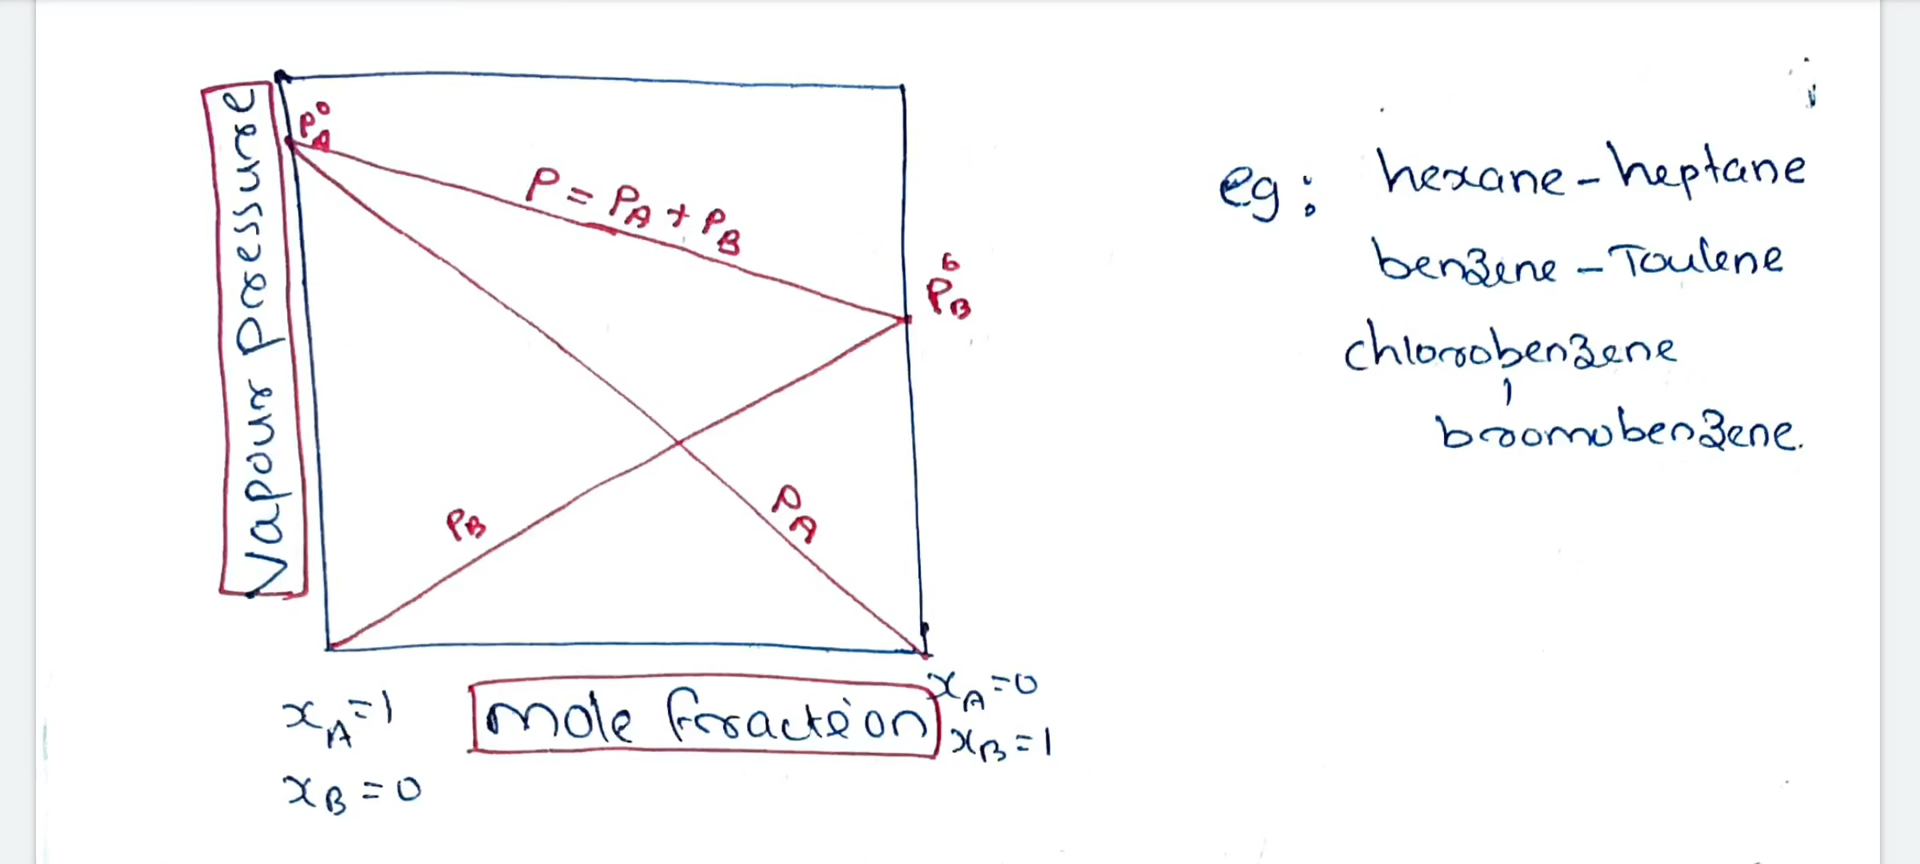 Vapour pressure
P°A
P = PA + PB
P°B
PB
PA
xA=1
xB=0
mole fraction
xA=0
xB=1
eg: hexane-heptane
benzene - Toulene
chlorobenzene
,
bromobenzene.